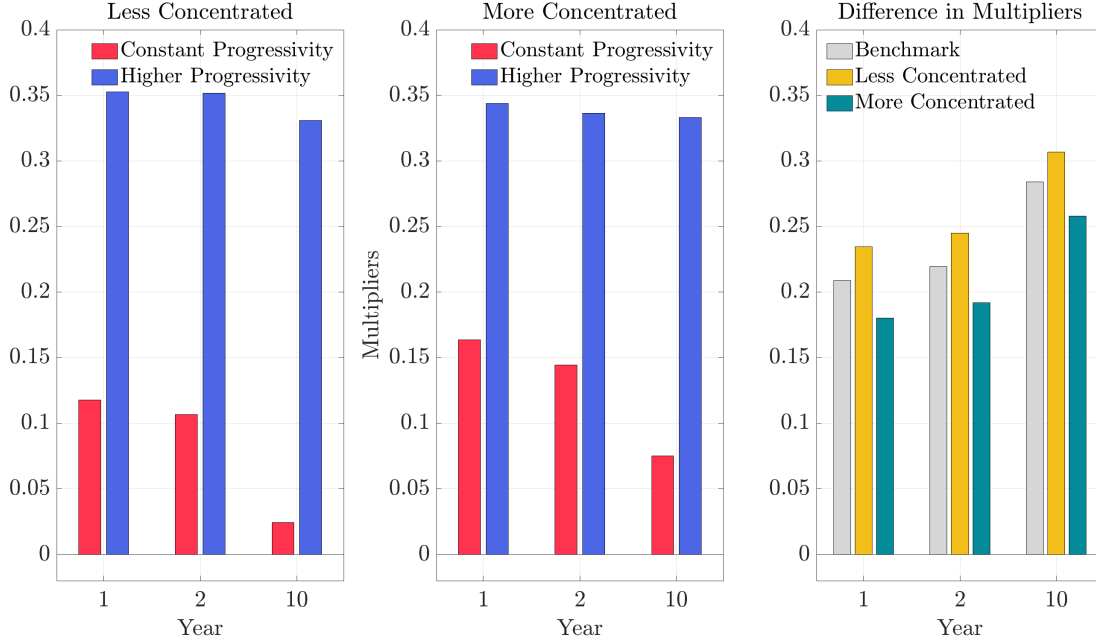 Less Concentrated
0.4
0.35
0.3
0.25
0.2
0.15
0.1
0.05
0
Constant Progressivity
Higher Progressivity
1 2 10
Year
More Concentrated
Multipliers
0.4
0.35
0.3
0.25
0.2
0.15
0.1
0.05
0
Constant Progressivity
Higher Progressivity
1 2 10
Year
Difference in Multipliers
0.4
0.35
0.3
0.25
0.2
0.15
0.1
0.05
0
Benchmark
Less Concentrated
More Concentrated
1 2 10
Year